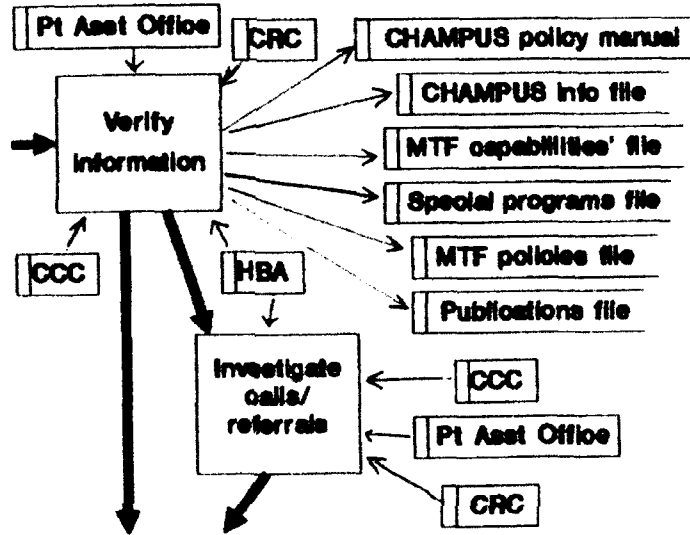 Pt Asst Office
CRC
CHAMPUS policy manual
CHAMPUS info file
MTF capabilities' file
Special programs file
MTF policies file
Publications file
Verify
information
CCC
HBA
Investigate
calls/
referrals
CCC
Pt Asst Office
CRC